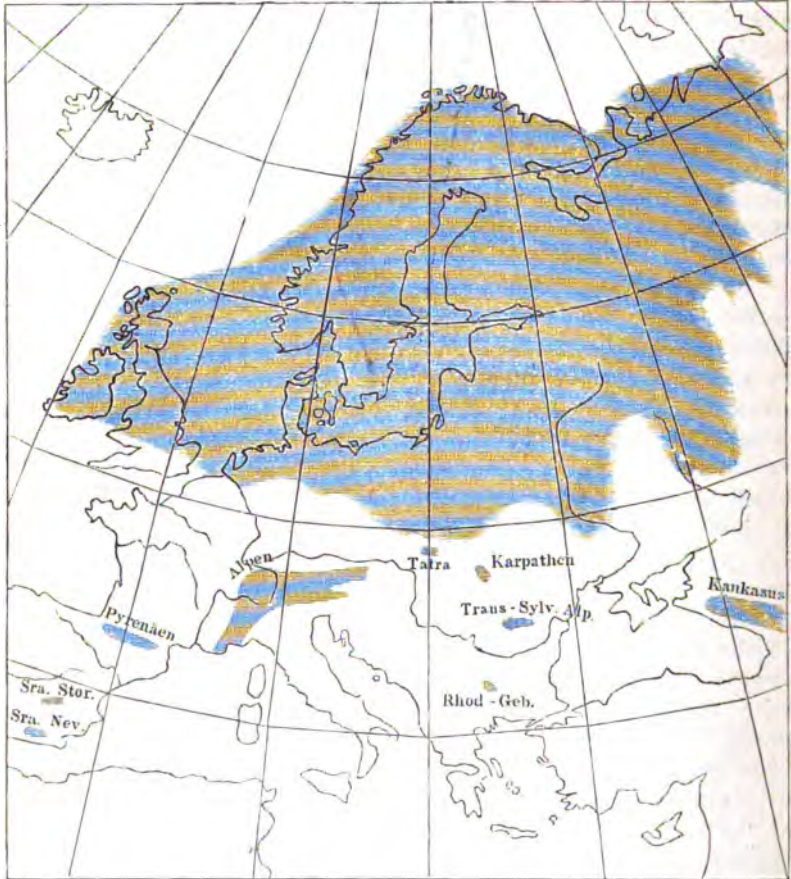 Alpen
Tatra
Karpathen
Kaukasus
Pyrenäen
Trans-Sylv. Alp.
Sra. Stor.
Rhod-Geb.
Sra. Nev.